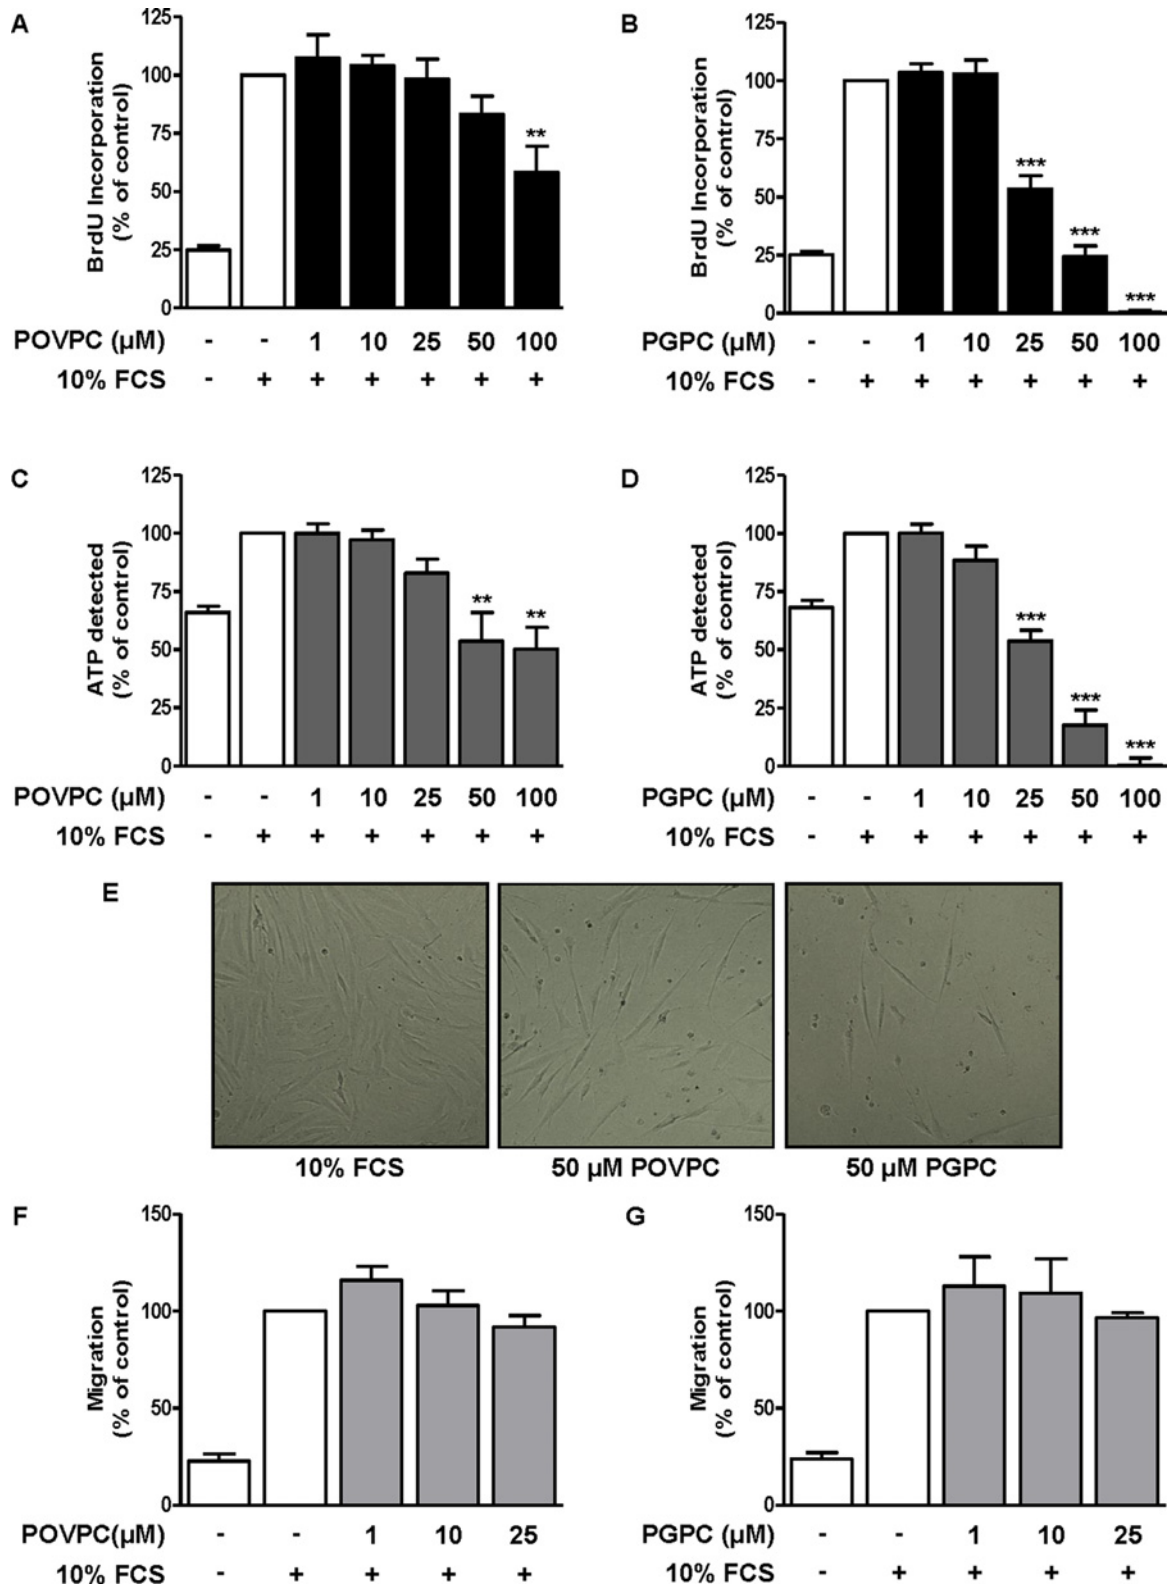 A
BrdU Incorporation
(% of control)
125
100
75
50
25
0
**
POVPC (µM) - - 1 10 25 50 100
10% FCS - + + + + + +
B
BrdU Incorporation
(% of control)
125
100
75
50
25
0
***
***
***
PGPC (µM) - - 1 10 25 50 100
10% FCS - + + + + + +
C
ATP detected
(% of control)
125
100
75
50
25
0
**
**
POVPC (µM) - - 1 10 25 50 100
10% FCS - + + + + + +
D
ATP detected
(% of control)
125
100
75
50
25
0
***
***
***
PGPC (µM) - - 1 10 25 50 100
10% FCS - + + + + + +
E
10% FCS
50 µM POVPC
50 µM PGPC
F
Migration
(% of control)
150
100
50
0
POVPC(µM) - - 1 10 25
10% FCS - + + + +
G
Migration
(% of control)
150
100
50
0
PGPC (µM) - - 1 10 25
10% FCS - + + + +